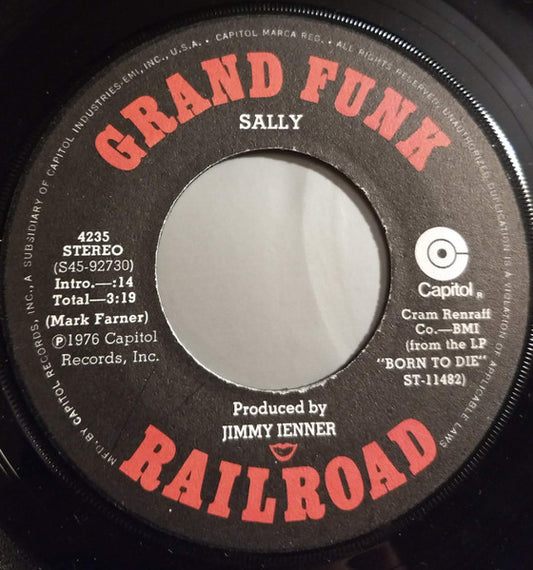 MFD. BY CAPITOL RECORDS, INC., A SUBSIDIARY OF CAPITOL INDUSTRIES-EMI, INC., U.S.A. • CAPITOL MARCA REG. • ALL RIGHTS RESERVED. UNAUTHORIZED DUPLICATION IS A VIOLATION OF APPLICABLE LAWS
GRAND FUNK
SALLY
4235
STEREO
(S45-92730)
Intro.—:14
Total—3:19
(Mark Farner)
Ⓟ1976 Capitol
Records, Inc.
Capitol®
Cram Renraff
Co.—BMI
(from the LP
"BORN TO DIE"
ST-11482)
Produced by
JIMMY IENNER
RAILROAD